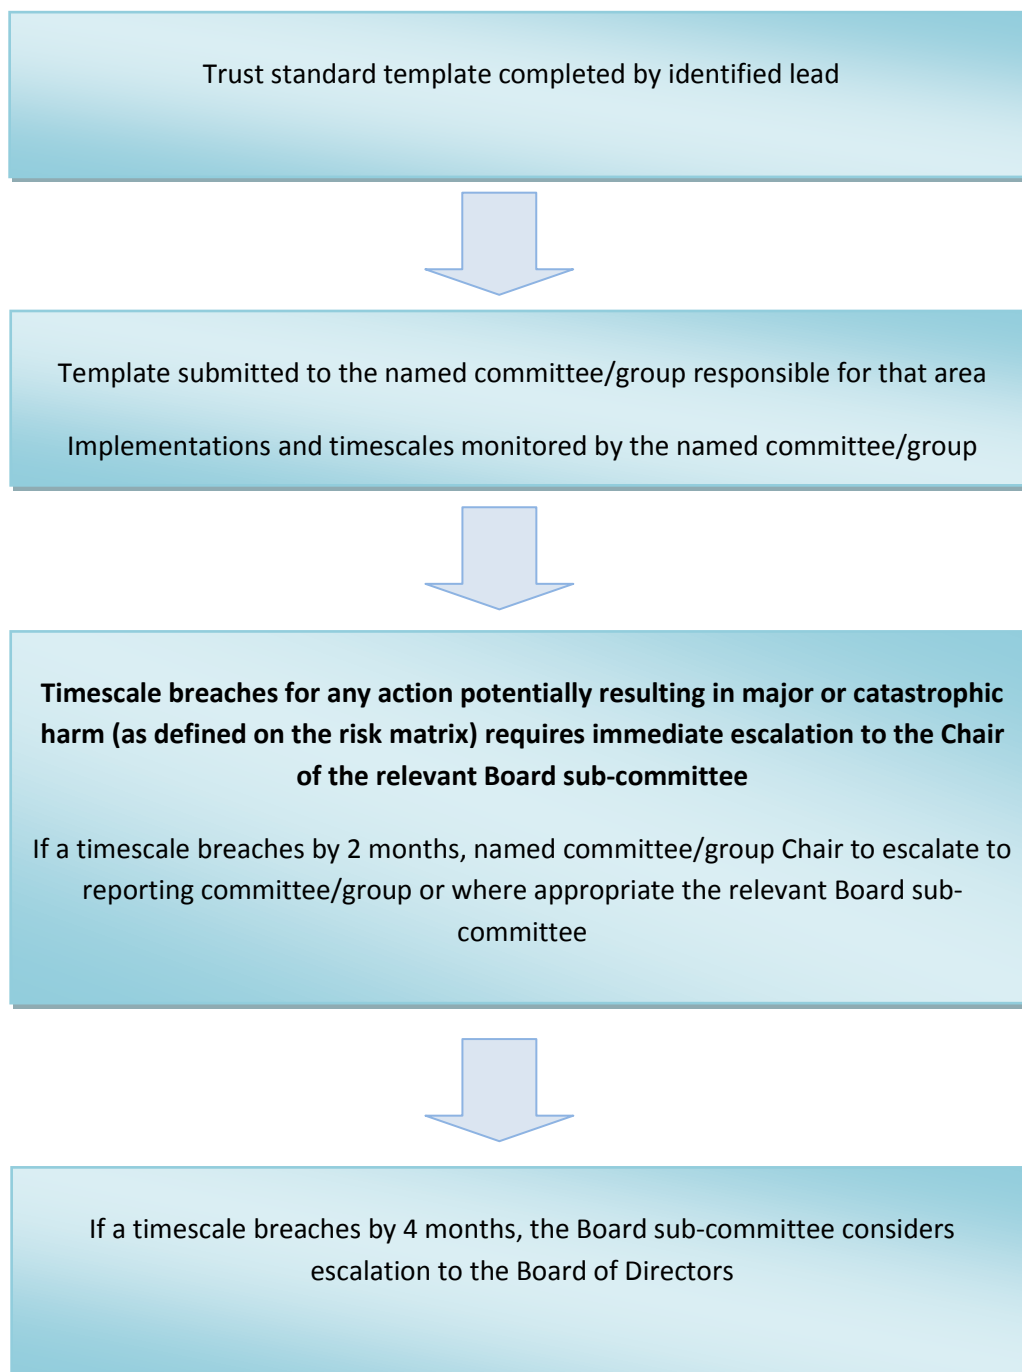 Trust standard template completed by identified lead
Template submitted to the named committee/group responsible for that area
Implementations and timescales monitored by the named committee/group
Timescale breaches for any action potentially resulting in major or catastrophic
harm (as defined on the risk matrix) requires immediate escalation to the Chair
of the relevant Board sub-committee
If a timescale breaches by 2 months, named committee/group Chair to escalate to
reporting committee/group or where appropriate the relevant Board sub-
committee
If a timescale breaches by 4 months, the Board sub-committee considers
escalation to the Board of Directors